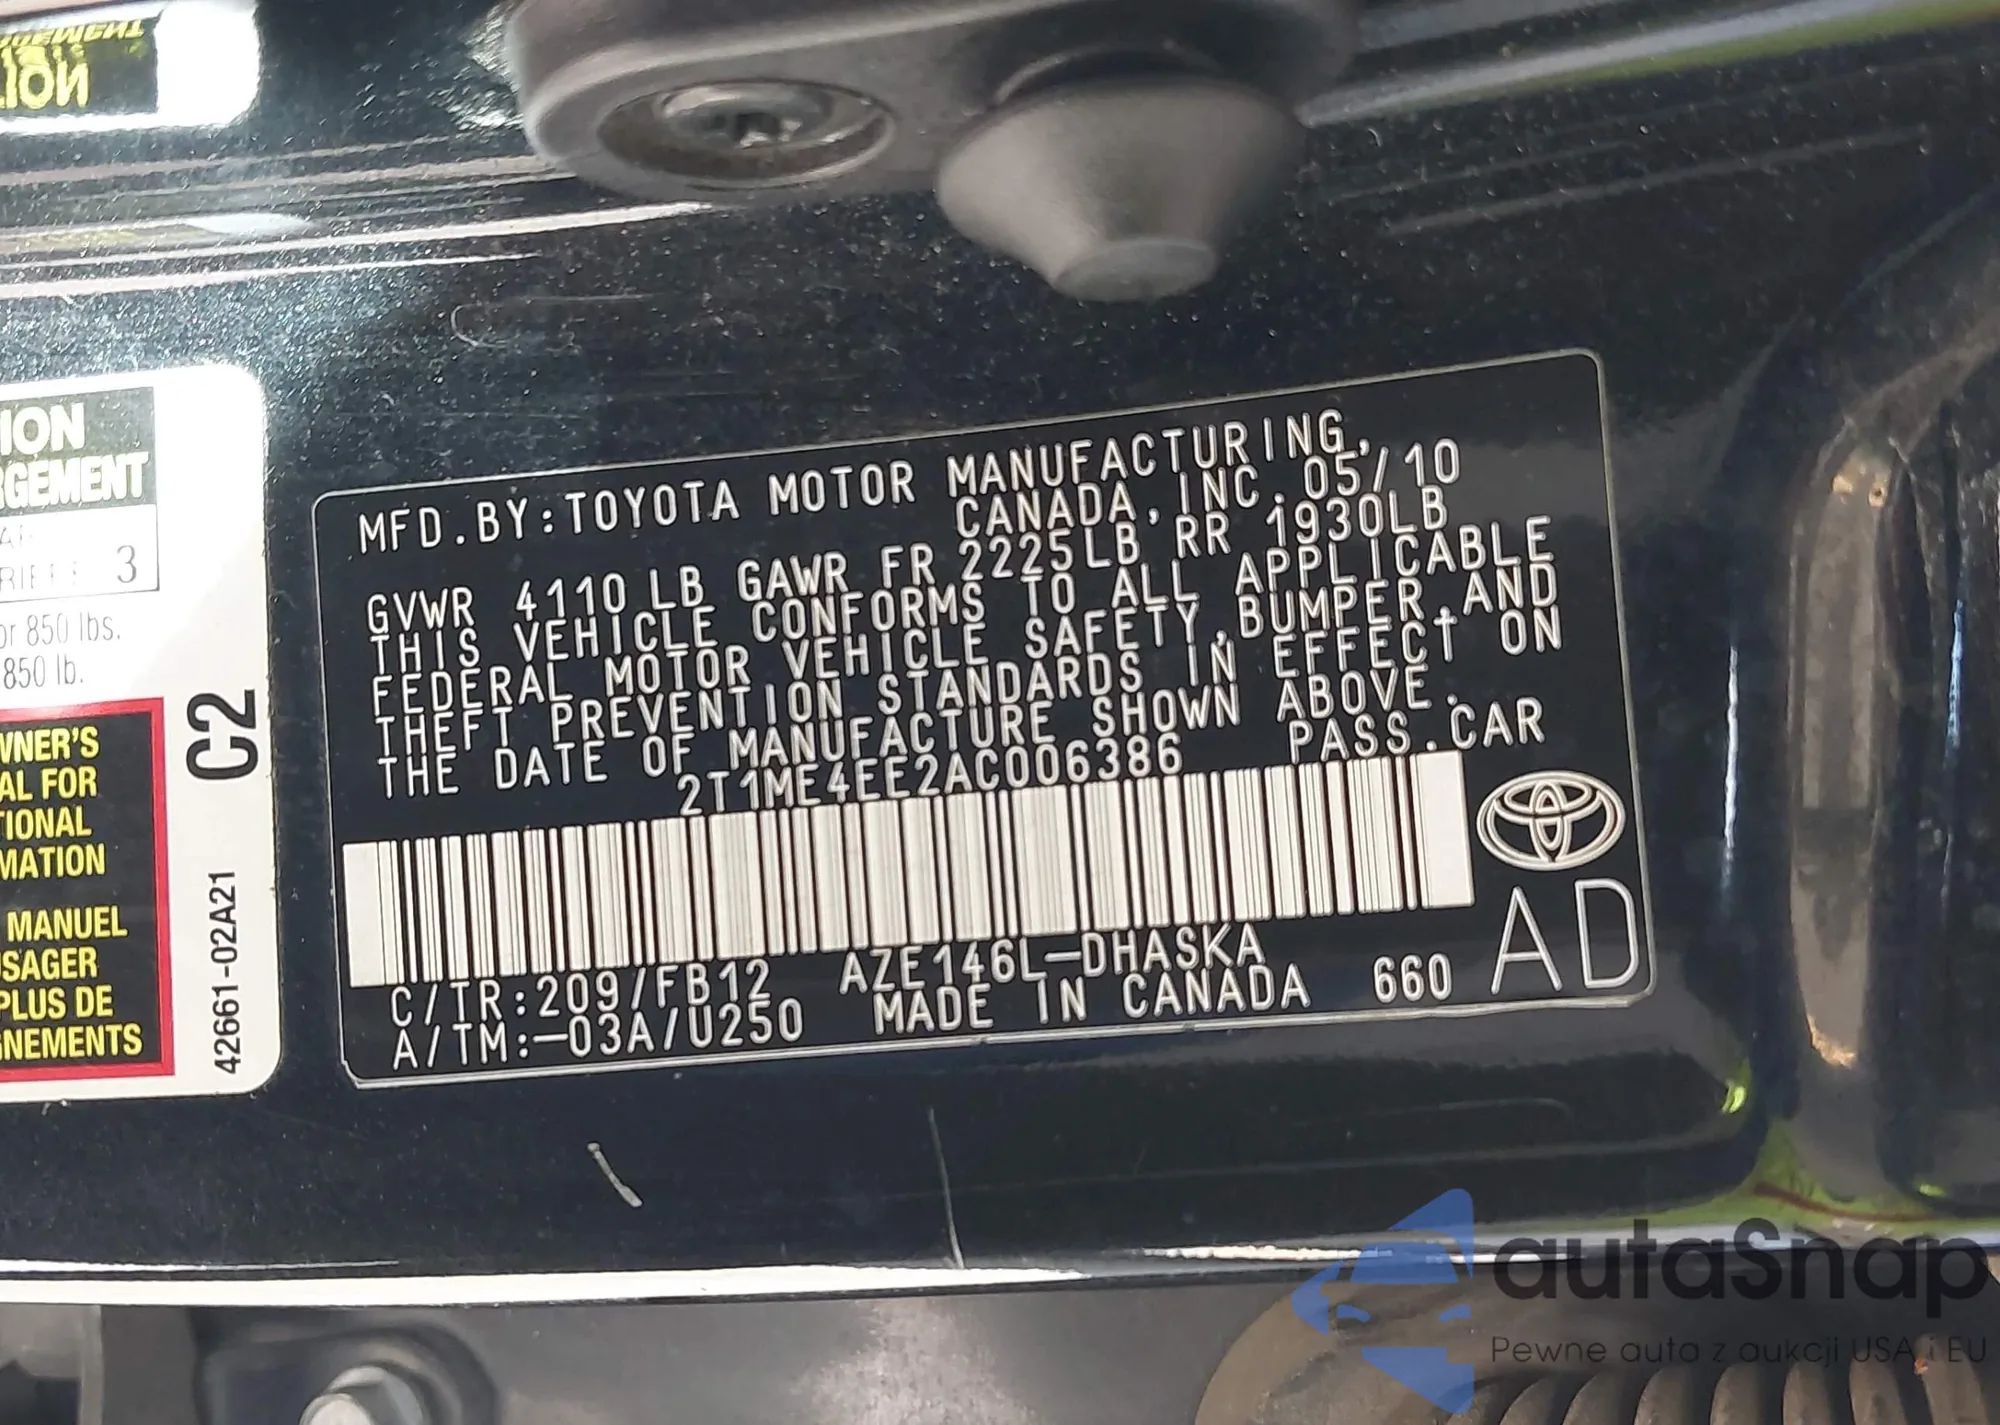 ION
RGEMENT
3
or 850 lbs.
850 lb.
WNER'S
AL FOR
TIONAL
MATION
MANUEL
SAGER
PLUS DE
GNEMENTS
C2
42661-02A21
MFD.BY:TOYOTA MOTOR MANUFACTURING,
CANADA,INC.05/10
GVWR 4110 LB GAWR FR 2225LB RR 1930LB
THIS VEHICLE CONFORMS TO ALL APPLICABLE
FEDERAL MOTOR VEHICLE SAFETY,BUMPER,AND
THEFT PREVENTION STANDARDS IN EFFECT ON
THE DATE OF MANUFACTURE SHOWN ABOVE.
2T1ME4EE2AC006386 PASS.CAR
C/TR:209/FB12 AZE146L-DHASKA
A/TM:-03A/U250 MADE IN CANADA 660
AD
autaSnap
Pewne auta z aukcji USA i EU